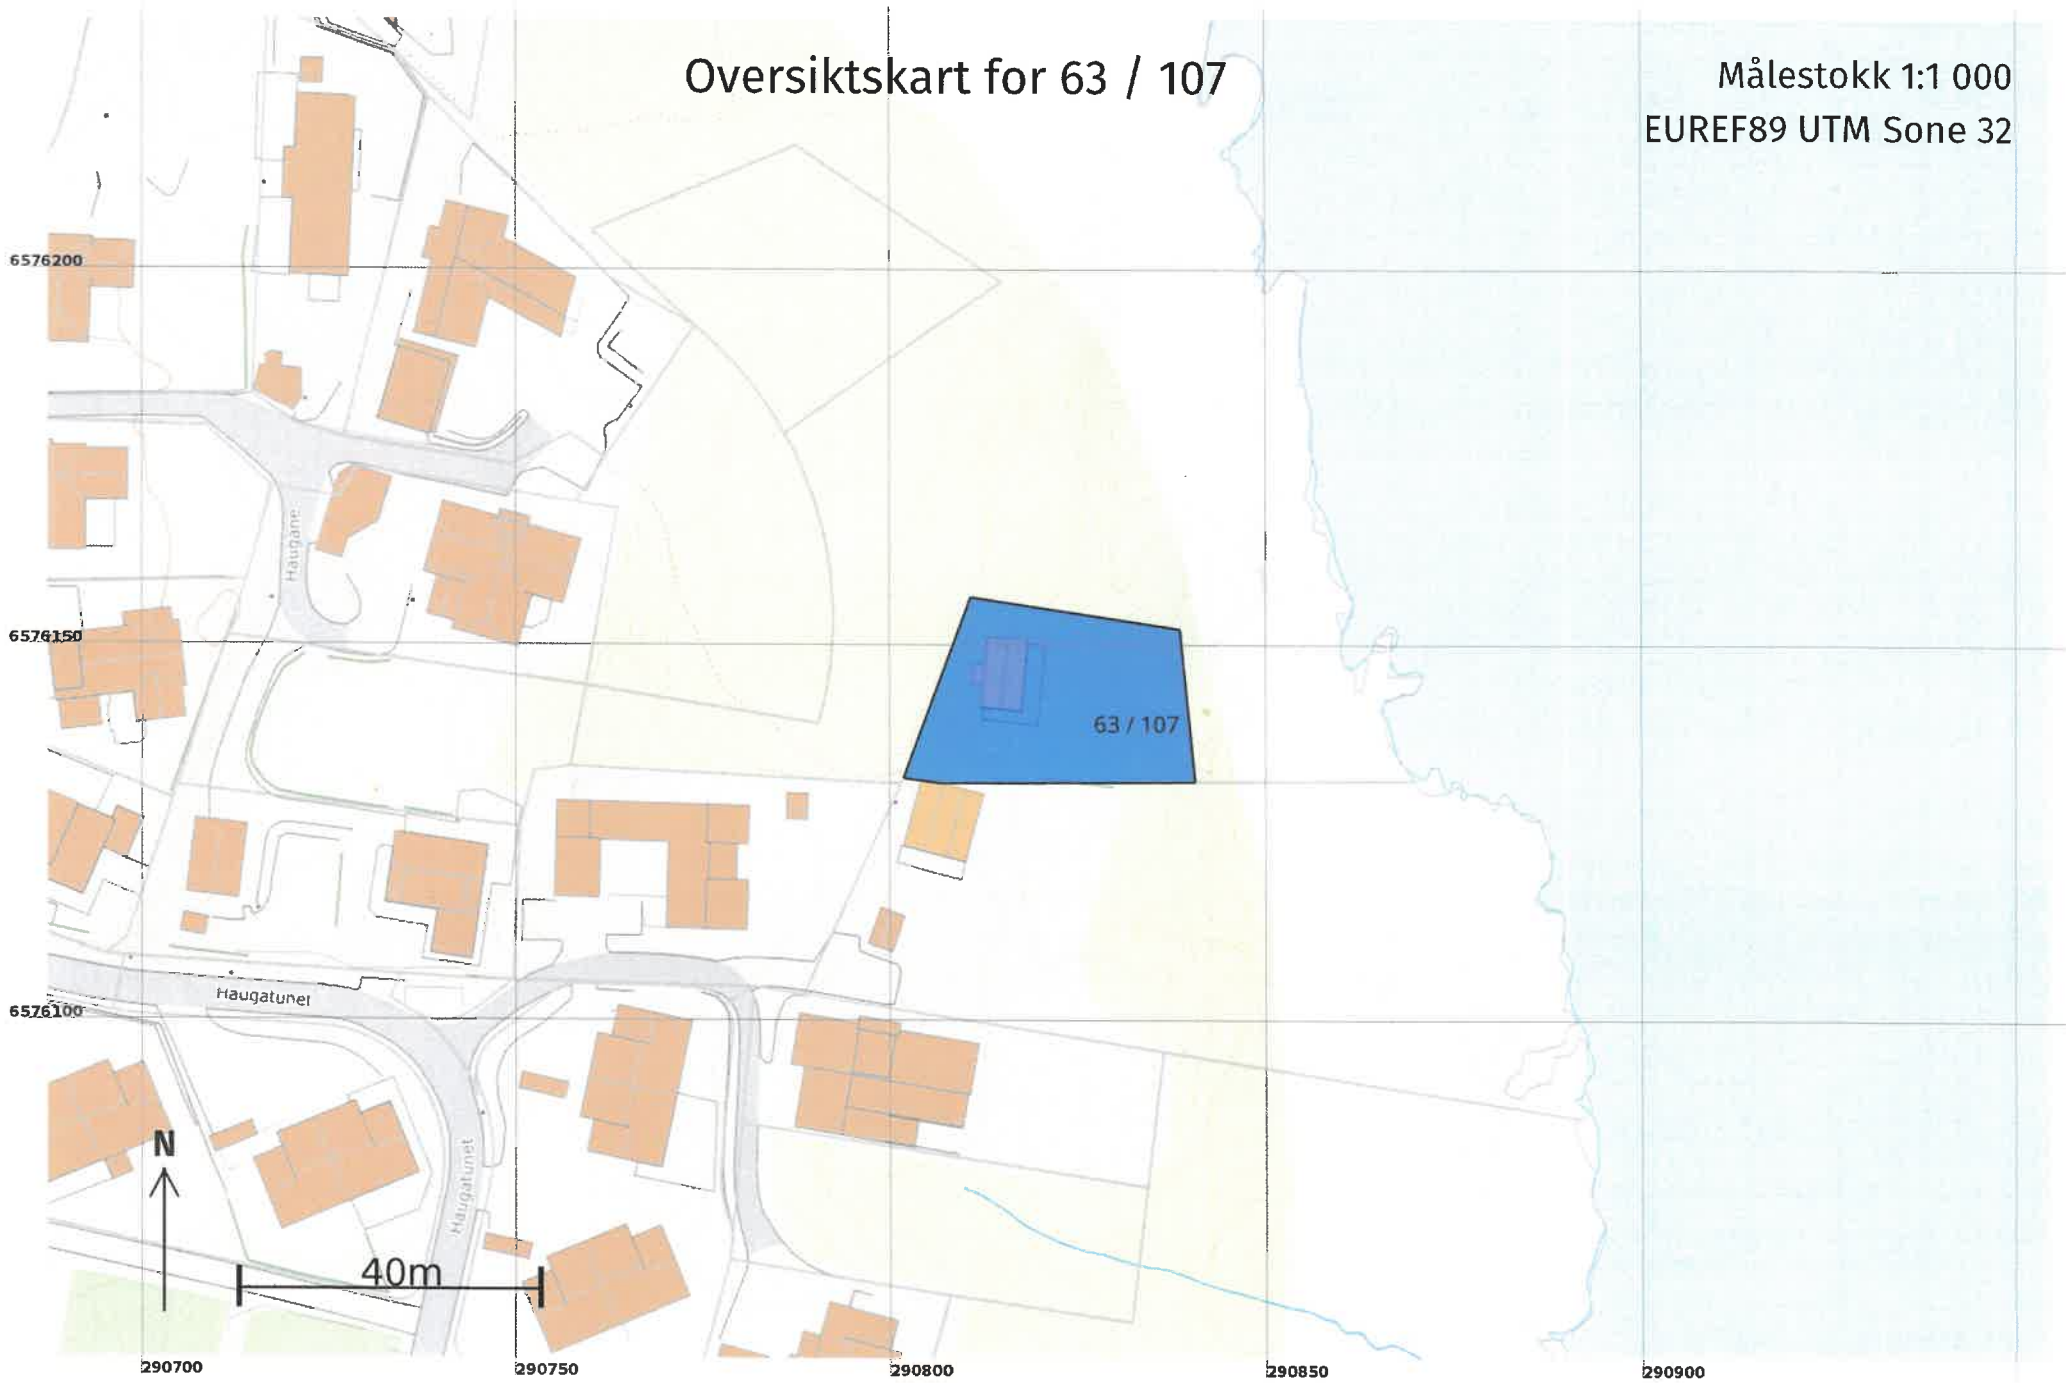 Oversiktskart for 63 / 107
Målestokk 1:1 000
EUREF89 UTM Sone 32
6576200
Haugane
6576150
63 / 107
Haugatunet
6576100
N
Haugatunet
40m
290700
290750
290800
290850
290900